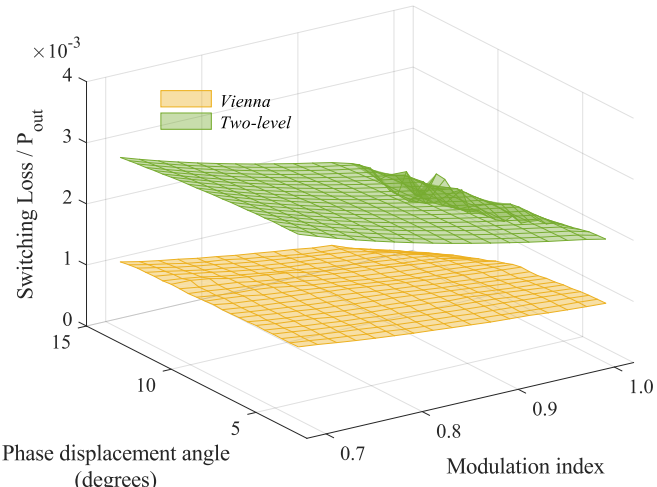 ×10⁻³
4
3
2
1
0
Switching Loss / P_out
Vienna
Two-level
15
10
5
Phase displacement angle
(degrees)
0.7
0.8
0.9
1.0
Modulation index